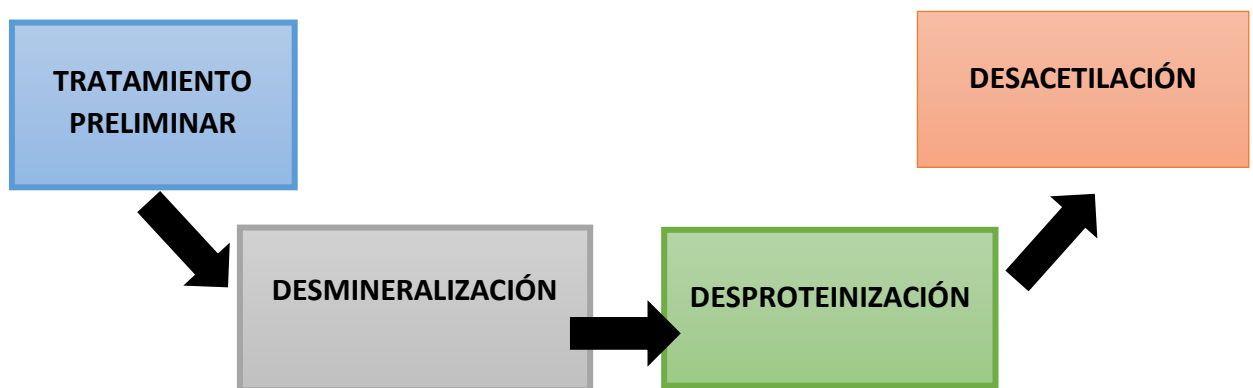 TRATAMIENTO
PRELIMINAR
DESMINERALIZACIÓN
DESPROTEINIZACIÓN
DESACETILACIÓN